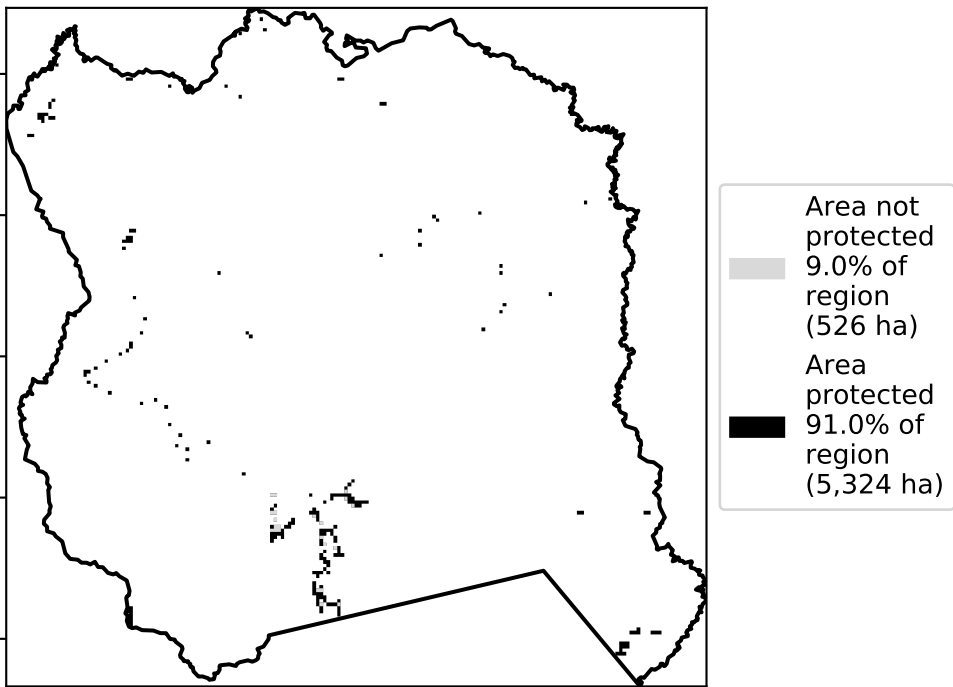 Area not
protected
9.0% of
region
(526 ha)
Area
protected
91.0% of
region
(5,324 ha)